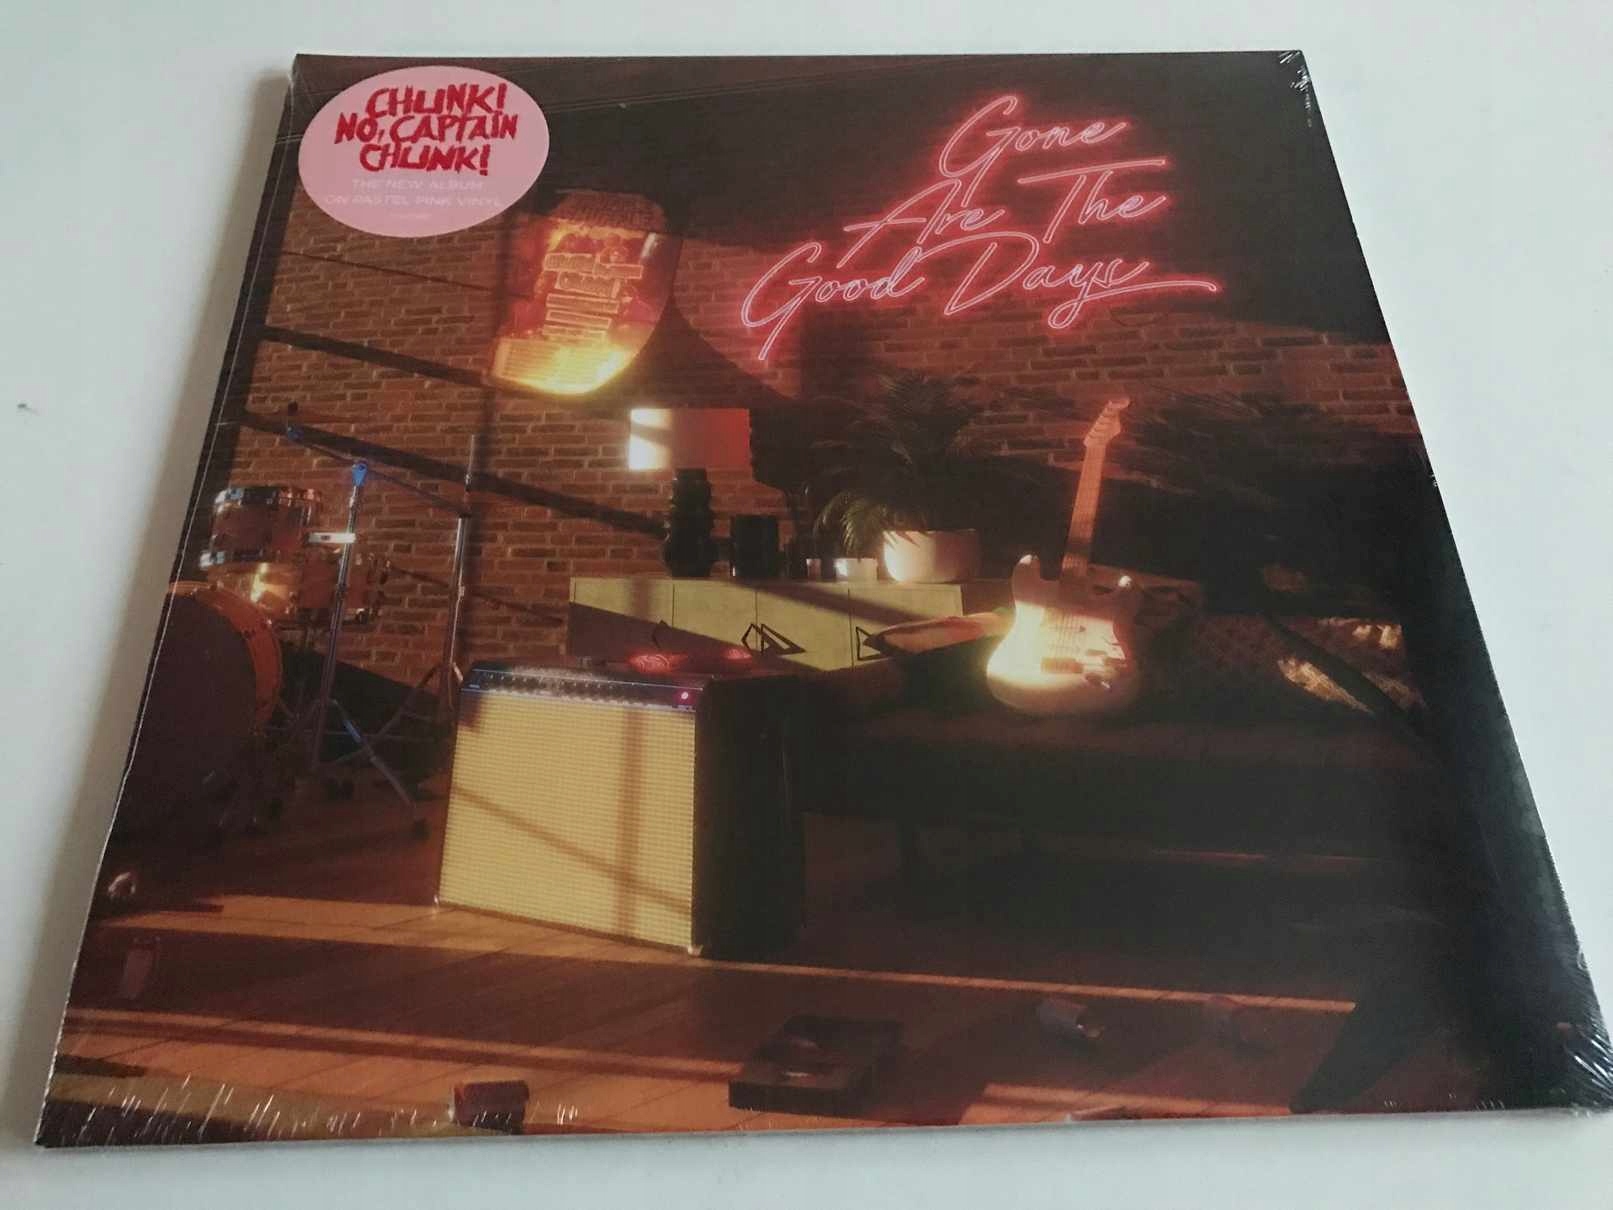 CHUNK!
NO, CAPTAIN
CHUNK!
THE NEW ALBUM
ON PASTEL PINK VINYL
Gone
Are The
Good Days